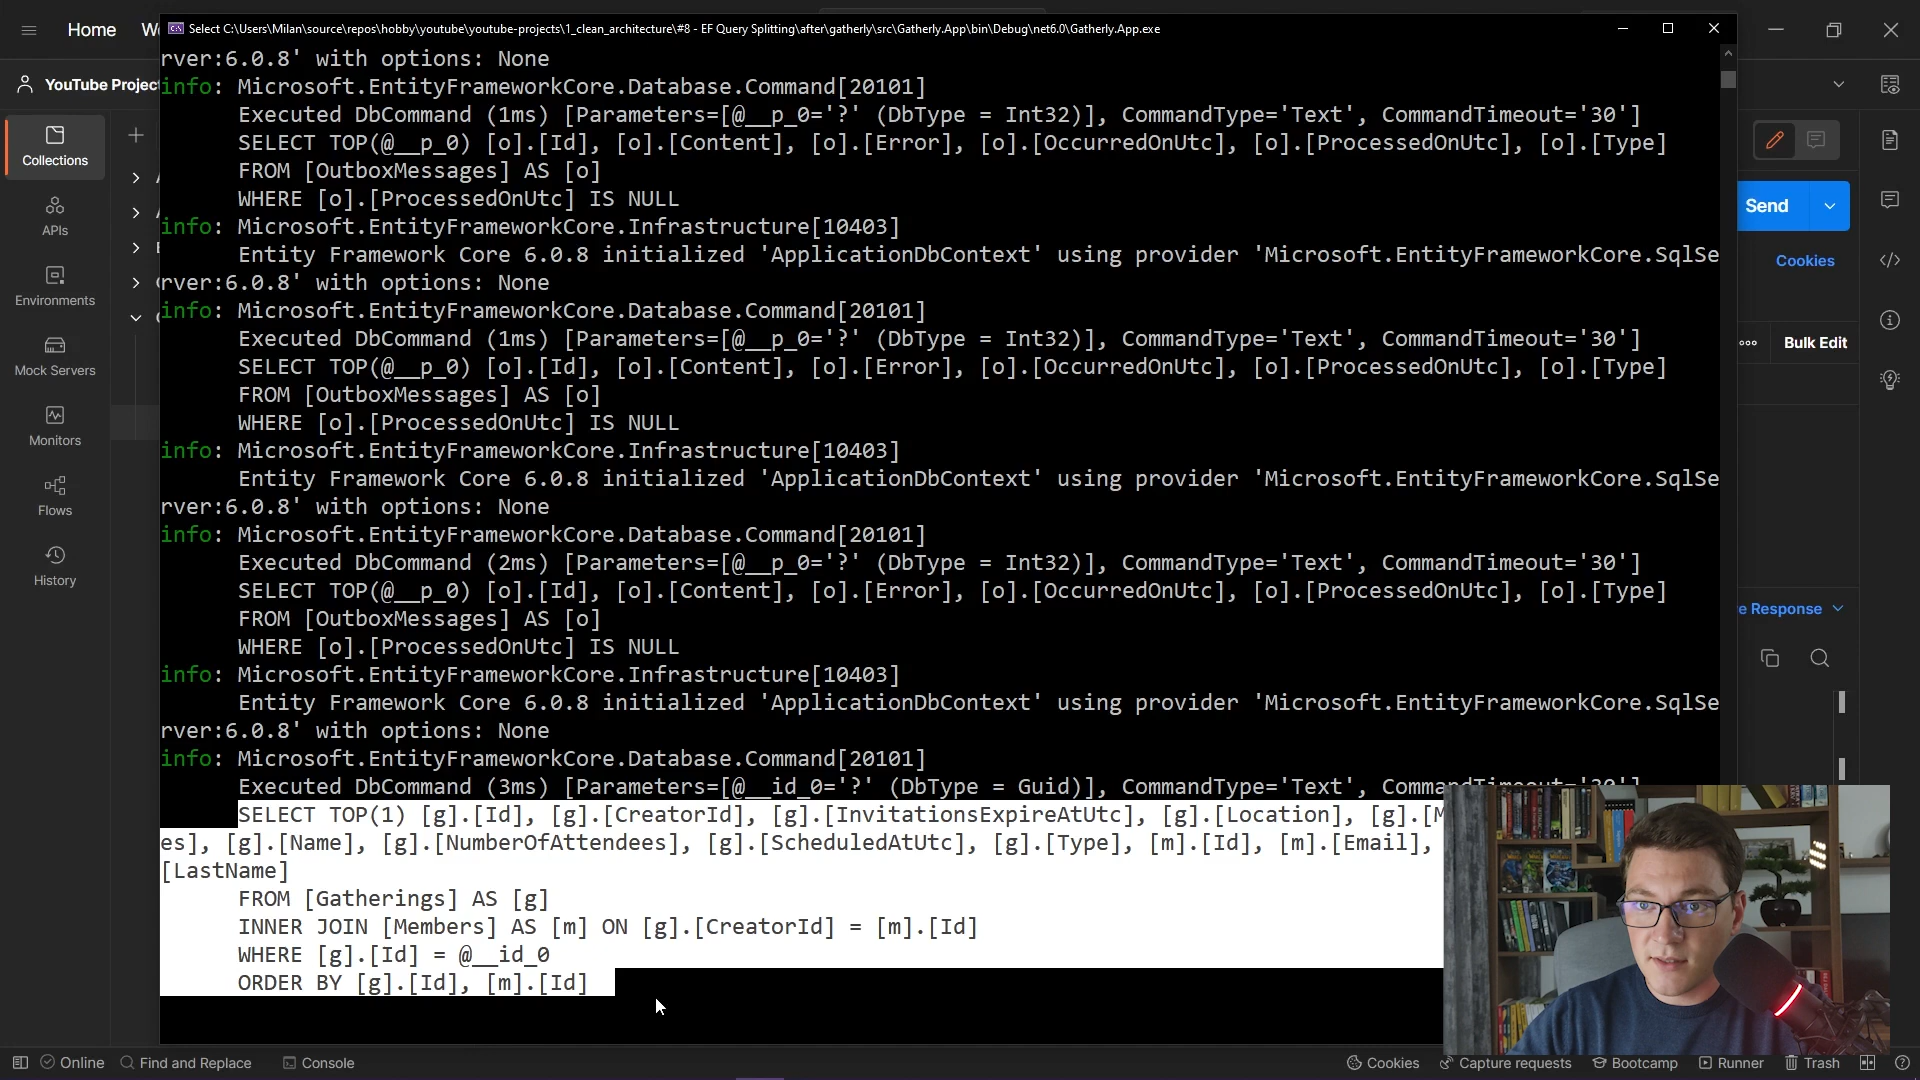 Home
Select C:\Users\Milan\source\repos\hobby\youtube\youtube-projects\1_clean_architecture\#8 - EF Query Splitting\after\gatherly\src\Gatherly.App\bin\Debug\net6.0\Gatherly.App.exe
YouTube Projec
rver:6.0.8' with options: None
info: Microsoft.EntityFrameworkCore.Database.Command[20101]
Executed DbCommand (1ms) [Parameters=[@__p_0='?' (DbType = Int32)], CommandType='Text', CommandTimeout='30']
SELECT TOP(@__p_0) [o].[Id], [o].[Content], [o].[Error], [o].[OccurredOnUtc], [o].[ProcessedOnUtc], [o].[Type]
FROM [OutboxMessages] AS [o]
WHERE [o].[ProcessedOnUtc] IS NULL
info: Microsoft.EntityFrameworkCore.Infrastructure[10403]
Entity Framework Core 6.0.8 initialized 'ApplicationDbContext' using provider 'Microsoft.EntityFrameworkCore.SqlSe
rver:6.0.8' with options: None
info: Microsoft.EntityFrameworkCore.Database.Command[20101]
Executed DbCommand (1ms) [Parameters=[@__p_0='?' (DbType = Int32)], CommandType='Text', CommandTimeout='30']
SELECT TOP(@__p_0) [o].[Id], [o].[Content], [o].[Error], [o].[OccurredOnUtc], [o].[ProcessedOnUtc], [o].[Type]
FROM [OutboxMessages] AS [o]
WHERE [o].[ProcessedOnUtc] IS NULL
info: Microsoft.EntityFrameworkCore.Infrastructure[10403]
Entity Framework Core 6.0.8 initialized 'ApplicationDbContext' using provider 'Microsoft.EntityFrameworkCore.SqlSe
rver:6.0.8' with options: None
info: Microsoft.EntityFrameworkCore.Database.Command[20101]
Executed DbCommand (2ms) [Parameters=[@__p_0='?' (DbType = Int32)], CommandType='Text', CommandTimeout='30']
SELECT TOP(@__p_0) [o].[Id], [o].[Content], [o].[Error], [o].[OccurredOnUtc], [o].[ProcessedOnUtc], [o].[Type]
FROM [OutboxMessages] AS [o]
WHERE [o].[ProcessedOnUtc] IS NULL
info: Microsoft.EntityFrameworkCore.Infrastructure[10403]
Entity Framework Core 6.0.8 initialized 'ApplicationDbContext' using provider 'Microsoft.EntityFrameworkCore.SqlSe
rver:6.0.8' with options: None
info: Microsoft.EntityFrameworkCore.Database.Command[20101]
Executed DbCommand (3ms) [Parameters=[@__id_0='?' (DbType = Guid)], CommandType='Text', CommandTimeout='30']
SELECT TOP(1) [g].[Id], [g].[CreatorId], [g].[InvitationsExpireAtUtc], [g].[Location], [g].[M
es], [g].[Name], [g].[NumberOfAttendees], [g].[ScheduledAtUtc], [g].[Type], [m].[Id], [m].[Email],
[LastName]
FROM [Gatherings] AS [g]
INNER JOIN [Members] AS [m] ON [g].[CreatorId] = [m].[Id]
WHERE [g].[Id] = @__id_0
ORDER BY [g].[Id], [m].[Id]
Collections
APIs
Environments
Mock Servers
Monitors
Flows
History
Send
Cookies
Bulk Edit
e Response
Online
Find and Replace
Console
Cookies
Capture requests
Bootcamp
Runner
Trash